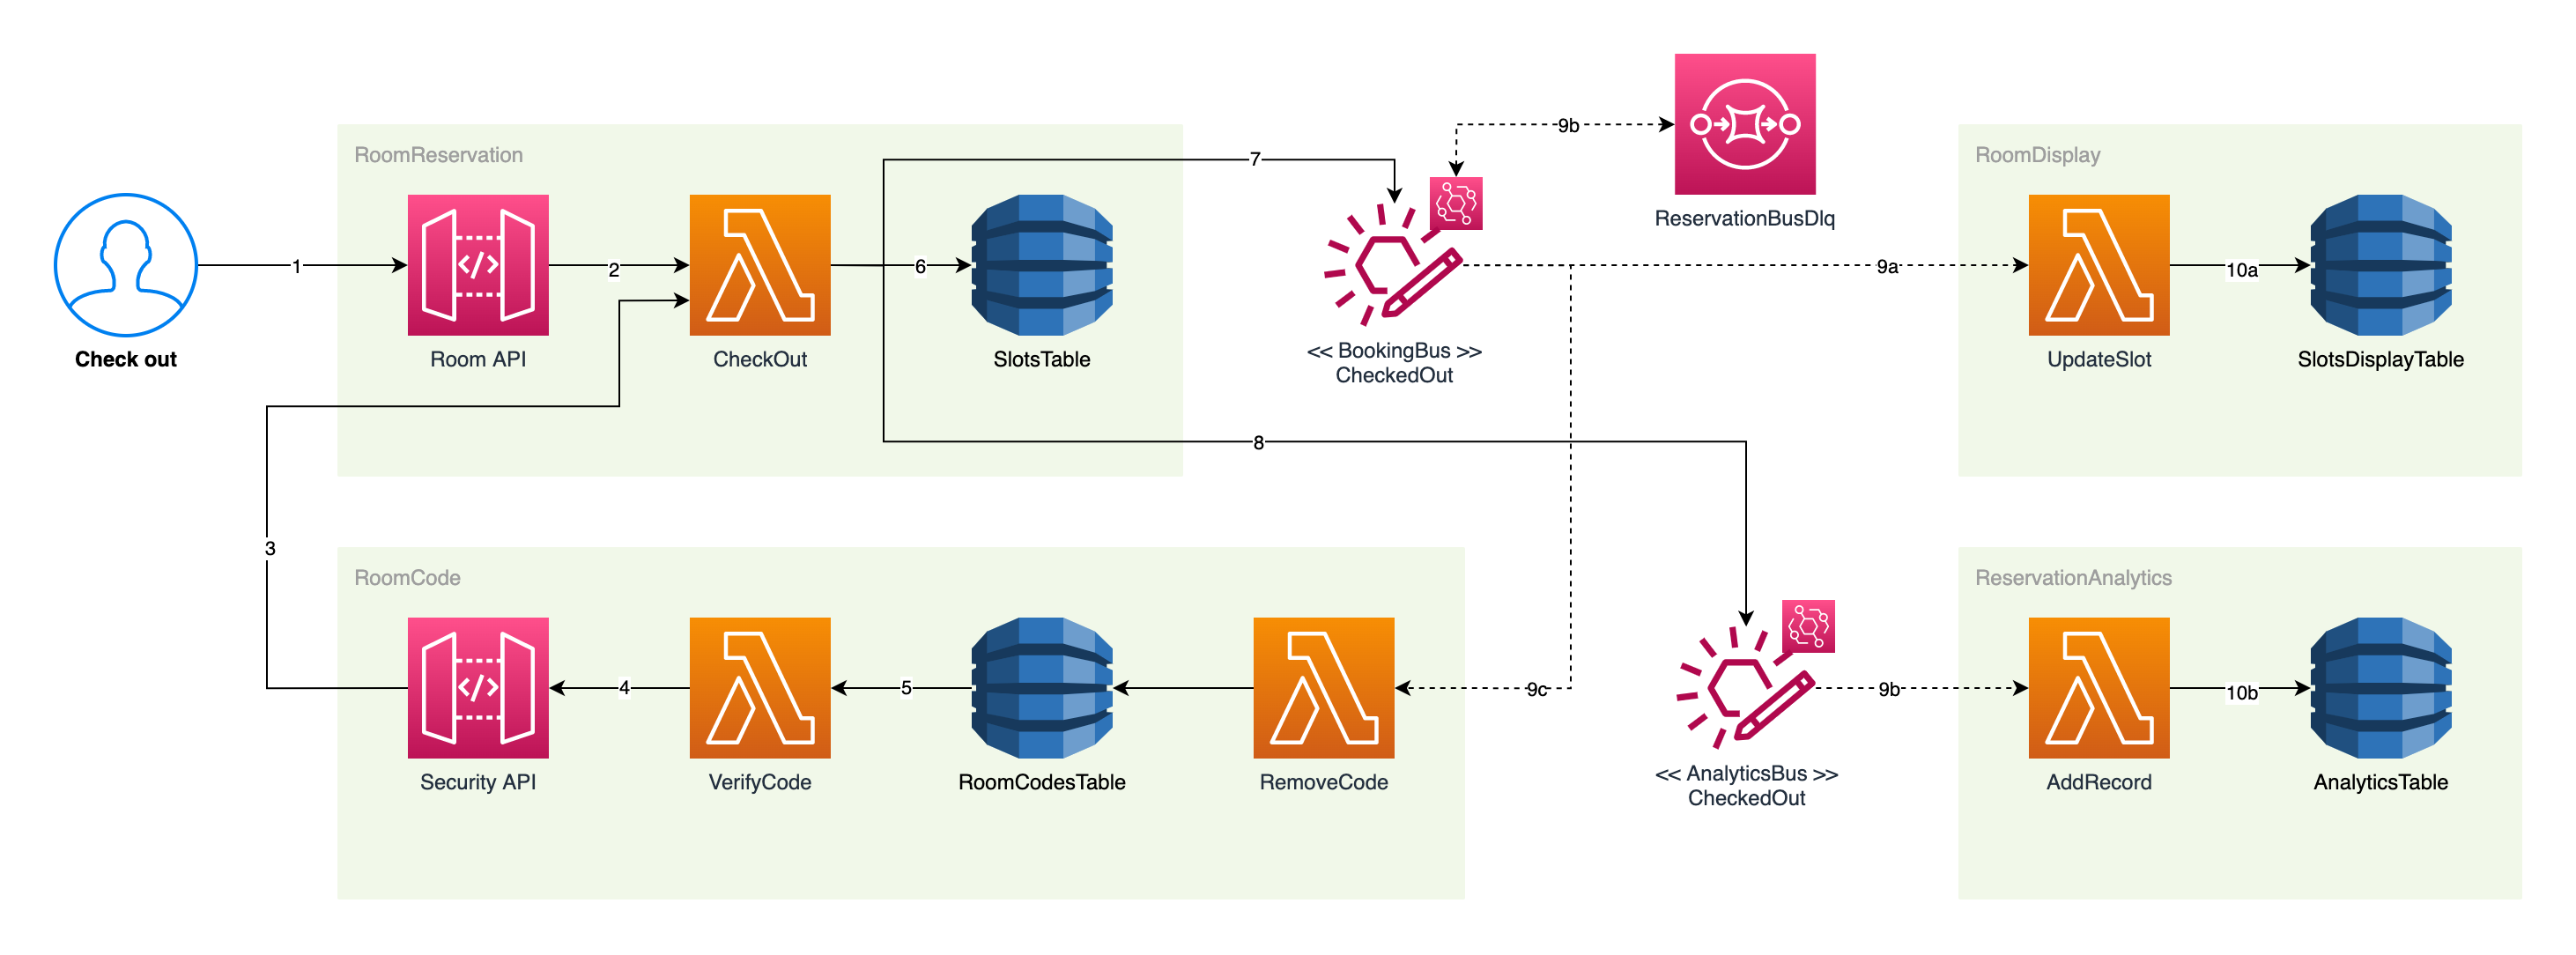 9b
RoomReservation
7
RoomDisplay
ReservationBusDlq
1
2
6
9a
10a
Check out
Room API
CheckOut
SlotsTable
<< BookingBus >>
CheckedOut
UpdateSlot
SlotsDisplayTable
8
3
RoomCode
ReservationAnalytics
4
5
9c
9b
10b
Security API
VerifyCode
RoomCodesTable
RemoveCode
<< AnalyticsBus >>
CheckedOut
AddRecord
AnalyticsTable